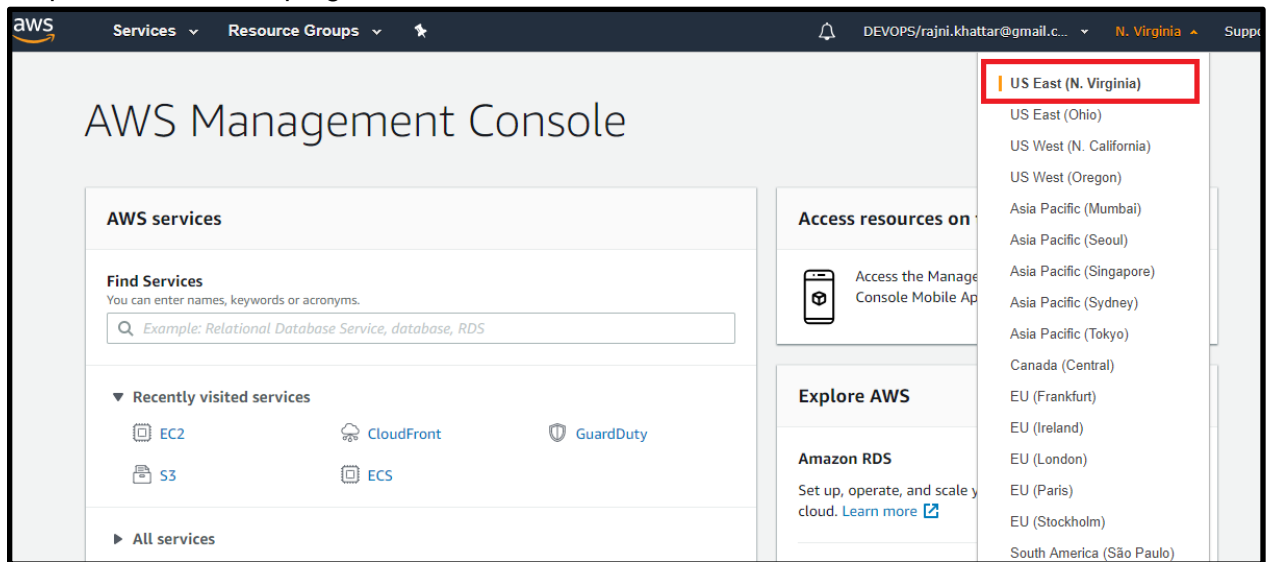 aws
Services
Resource Groups
DEVOPS/rajni.khattar@gmail.c...
N. Virginia
AWS Management Console
AWS services
Find Services
You can enter names, keywords or acronyms.
Example: Relational Database Service, database, RDS
Recently visited services
EC2
CloudFront
GuardDuty
S3
ECS
All services
Access resources on
Access the Manage
Console Mobile Ap
Explore AWS
Amazon RDS
Set up, operate, and scale y
cloud. Learn more
US East (N. Virginia)
US East (Ohio)
US West (N. California)
US West (Oregon)
Asia Pacific (Mumbai)
Asia Pacific (Seoul)
Asia Pacific (Singapore)
Asia Pacific (Sydney)
Asia Pacific (Tokyo)
Canada (Central)
EU (Frankfurt)
EU (Ireland)
EU (London)
EU (Paris)
EU (Stockholm)
South America (São Paulo)